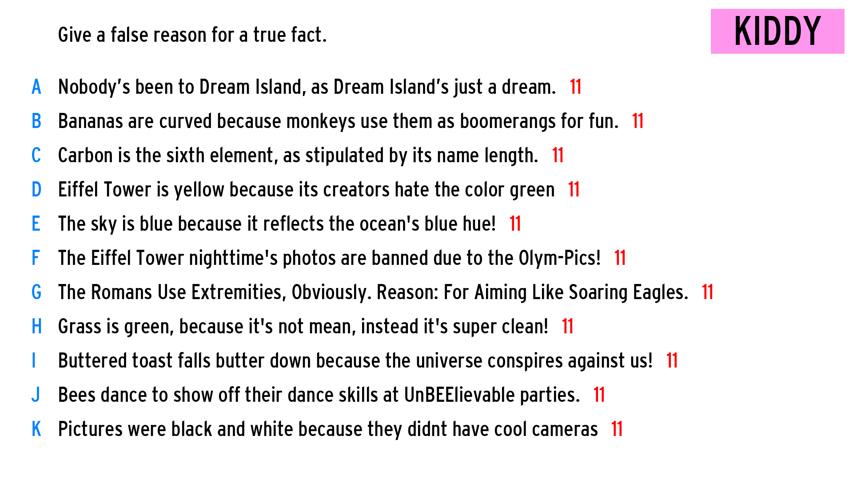 Give a false reason for a true fact.
KIDDY
A Nobody's been to Dream Island, as Dream Island's just a dream. 11
B Bananas are curved because monkeys use them as boomerangs for fun. 11
C Carbon is the sixth element, as stipulated by its name length. 11
D Eiffel Tower is yellow because its creators hate the color green 11
E The sky is blue because it reflects the ocean's blue hue! 11
F The Eiffel Tower nighttime's photos are banned due to the Olym-Pics! 11
G The Romans Use Extremities, Obviously. Reason: For Aiming Like Soaring Eagles. 11
H Grass is green, because it's not mean, instead it's super clean! 11
I Buttered toast falls butter down because the universe conspires against us! 11
J Bees dance to show off their dance skills at UnBEElievable parties. 11
K Pictures were black and white because they didnt have cool cameras 11